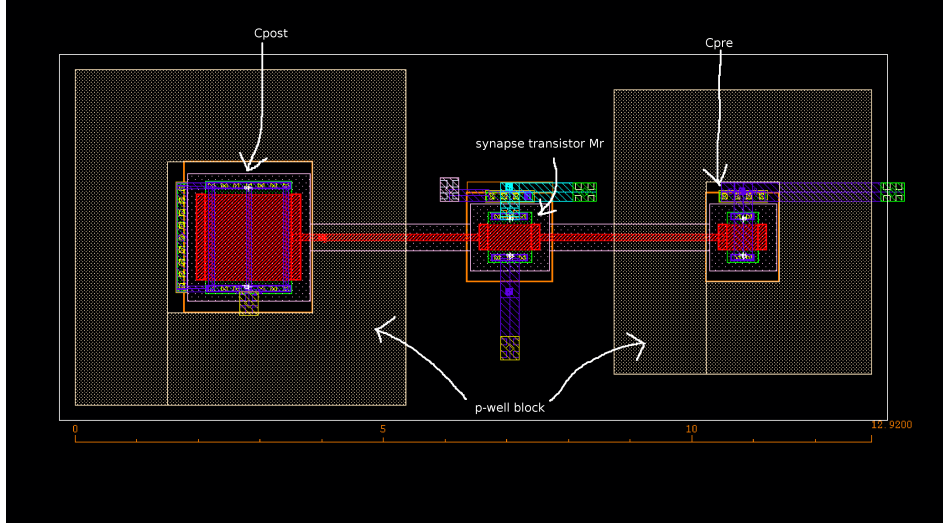 Cpost
Cpre
synapse transistor Mr
p-well block
0
5
10
12.9200